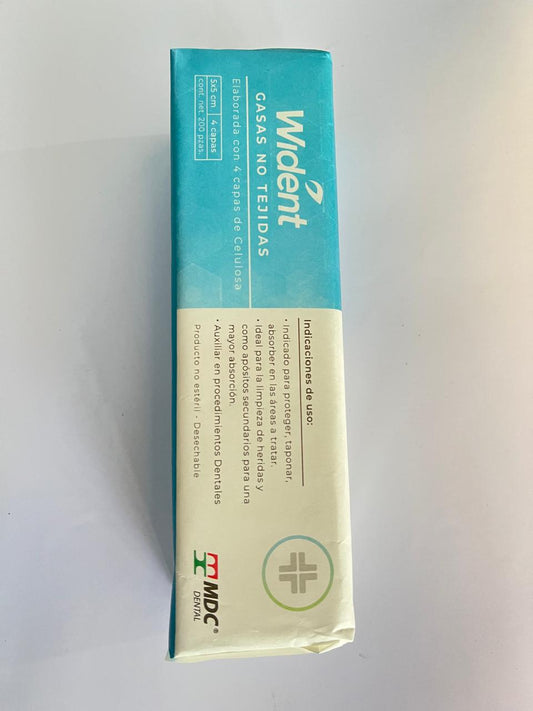 Wident
GASAS NO TEJIDAS
Elaborada con 4 capas de Celulosa
5x5 cm 4 capas
cont. net. 200 pzas.
Indicaciones de uso:
• Indicado para proteger, taponar,
absorber en las áreas a tratar.
• Ideal para la limpieza de heridas y
como apósitos secundarios para una
mayor absorción.
• Auxiliar en procedimientos Dentales
Producto no estéril - Desechable
MDC®
DENTAL